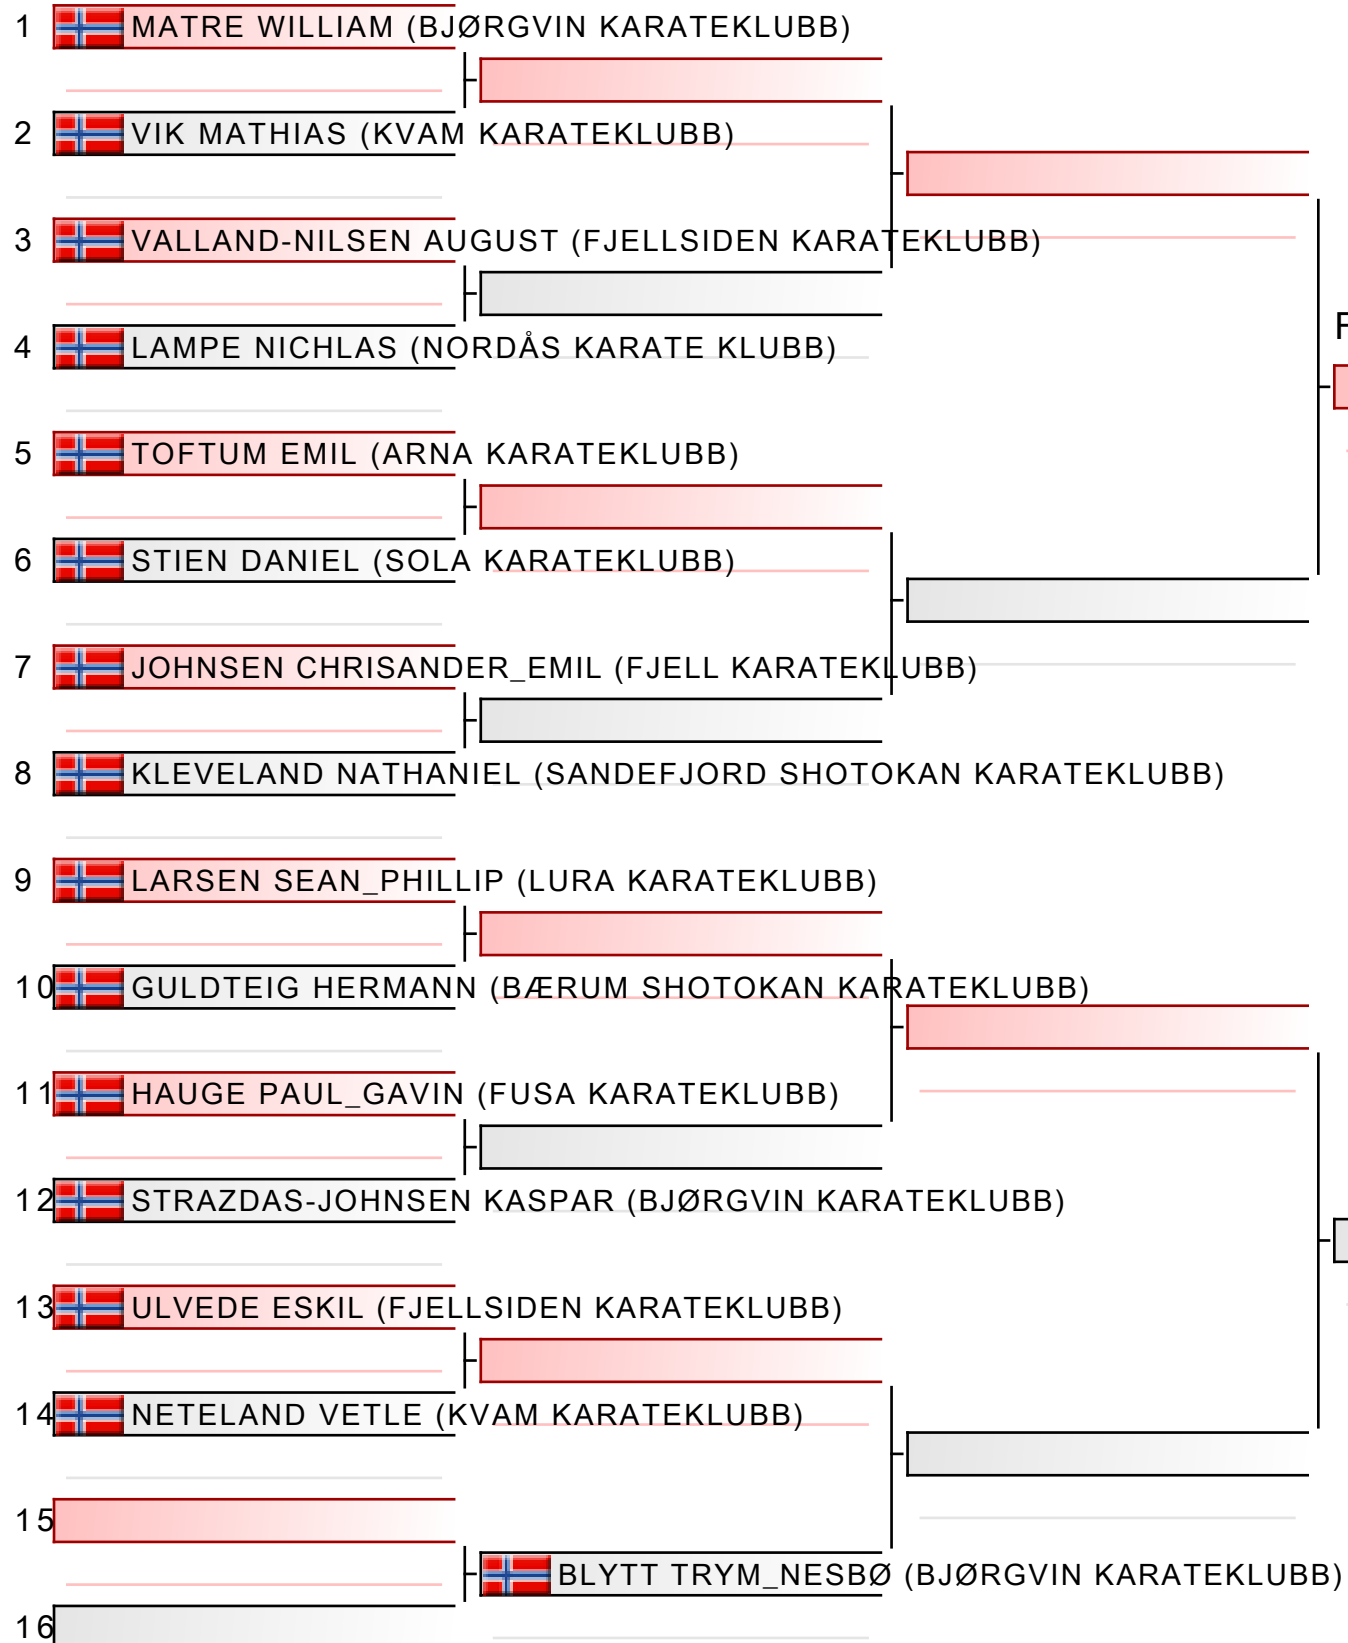 1 MATRE WILLIAM (BJØRGVIN KARATEKLUBB)
2 VIK MATHIAS (KVAM KARATEKLUBB)
3 VALLAND-NILSEN AUGUST (FJELLSIDEN KARATEKLUBB)
F
4 LAMPE NICHLAS (NORDÅS KARATE KLUBB)
5 TOFTUM EMIL (ARNA KARATEKLUBB)
6 STIEN DANIEL (SOLA KARATEKLUBB)
7 JOHNSEN CHRISANDER_EMIL (FJELL KARATEKLUBB)
8 KLEVELAND NATHANIEL (SANDEFJORD SHOTOKAN KARATEKLUBB)
9 LARSEN SEAN_PHILLIP (LURA KARATEKLUBB)
10 GULDTEIG HERMANN (BÆRUM SHOTOKAN KARATEKLUBB)
11 HAUGE PAUL_GAVIN (FUSA KARATEKLUBB)
12 STRAZDAS-JOHNSEN KASPAR (BJØRGVIN KARATEKLUBB)
13 ULVEDE ESKIL (FJELLSIDEN KARATEKLUBB)
14 NETELAND VETLE (KVAM KARATEKLUBB)
15
BLYTT TRYM_NESBØ (BJØRGVIN KARATEKLUBB)
16